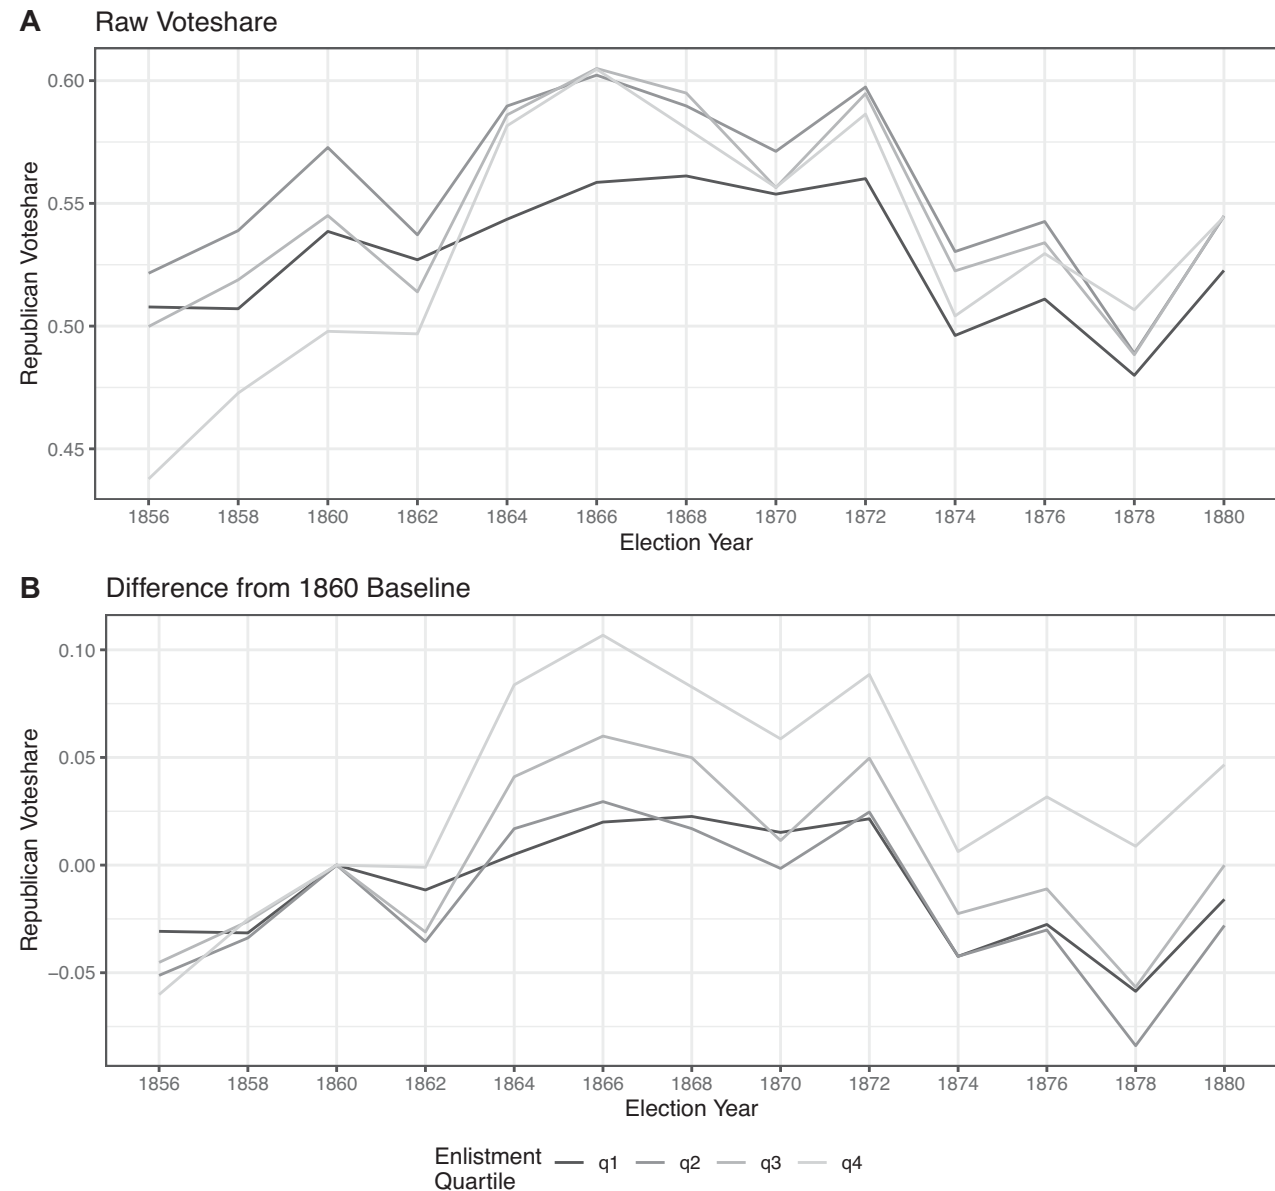 A Raw Voteshare
Republican Voteshare
0.60
0.55
0.50
0.45
1856 1858 1860 1862 1864 1866 1868 1870 1872 1874 1876 1878 1880
Election Year
B Difference from 1860 Baseline
Republican Voteshare
0.10
0.05
0.00
−0.05
1856 1858 1860 1862 1864 1866 1868 1870 1872 1874 1876 1878 1880
Election Year
Enlistment
Quartile
q1 q2 q3 q4